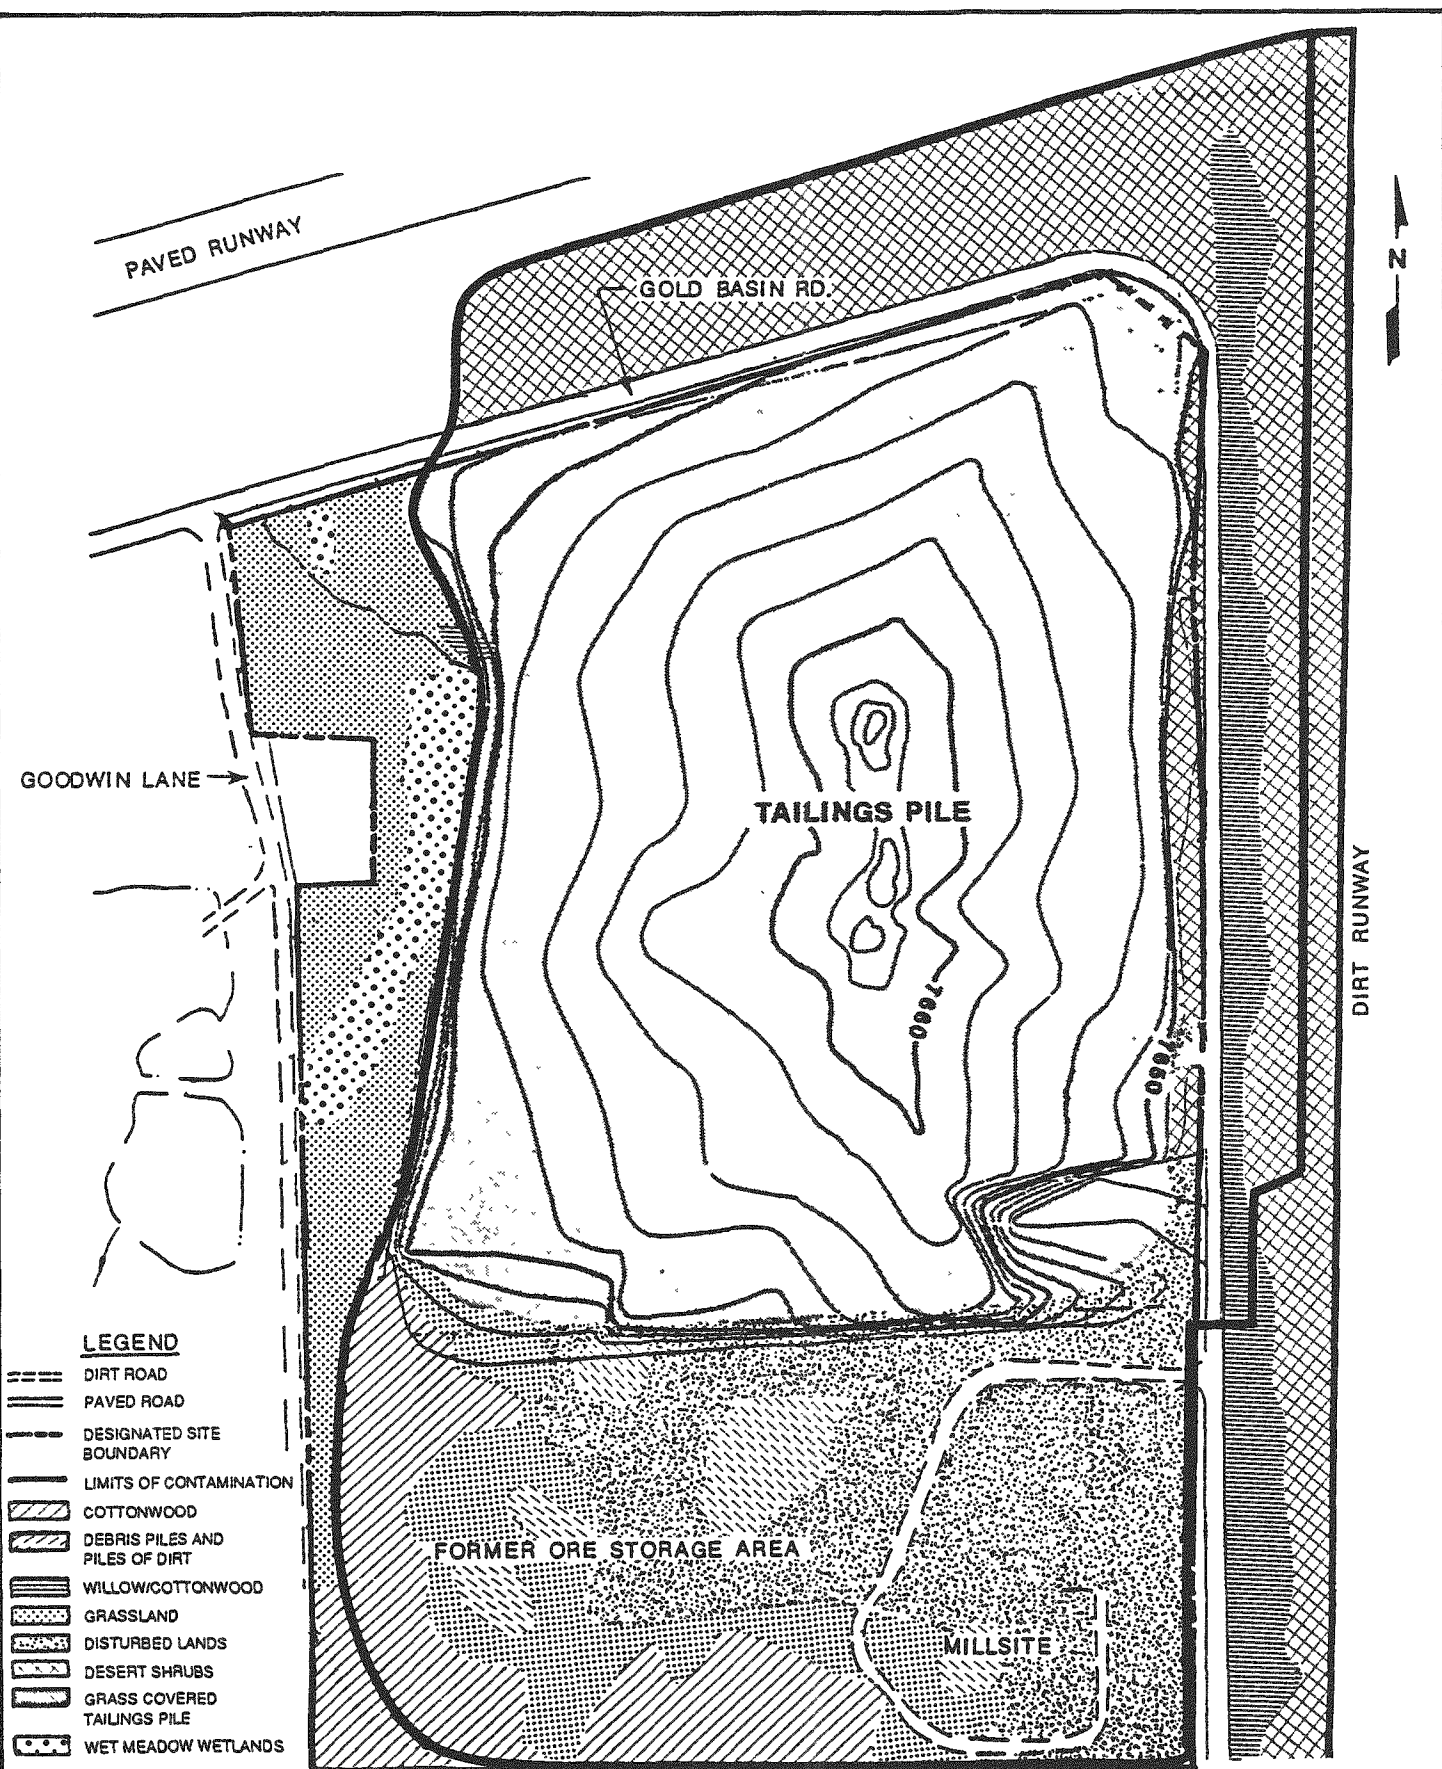 PAVED RUNWAY
GOLD BASIN RD.
N
GOODWIN LANE
TAILINGS PILE
DIRT RUNWAY
7660
7650
FORMER ORE STORAGE AREA
MILLSITE
LEGEND
DIRT ROAD
PAVED ROAD
DESIGNATED SITE
BOUNDARY
LIMITS OF CONTAMINATION
COTTONWOOD
DEBRIS PILES AND
PILES OF DIRT
WILLOW/COTTONWOOD
GRASSLAND
DISTURBED LANDS
DESERT SHRUBS
GRASS COVERED
TAILINGS PILE
WET MEADOW WETLANDS